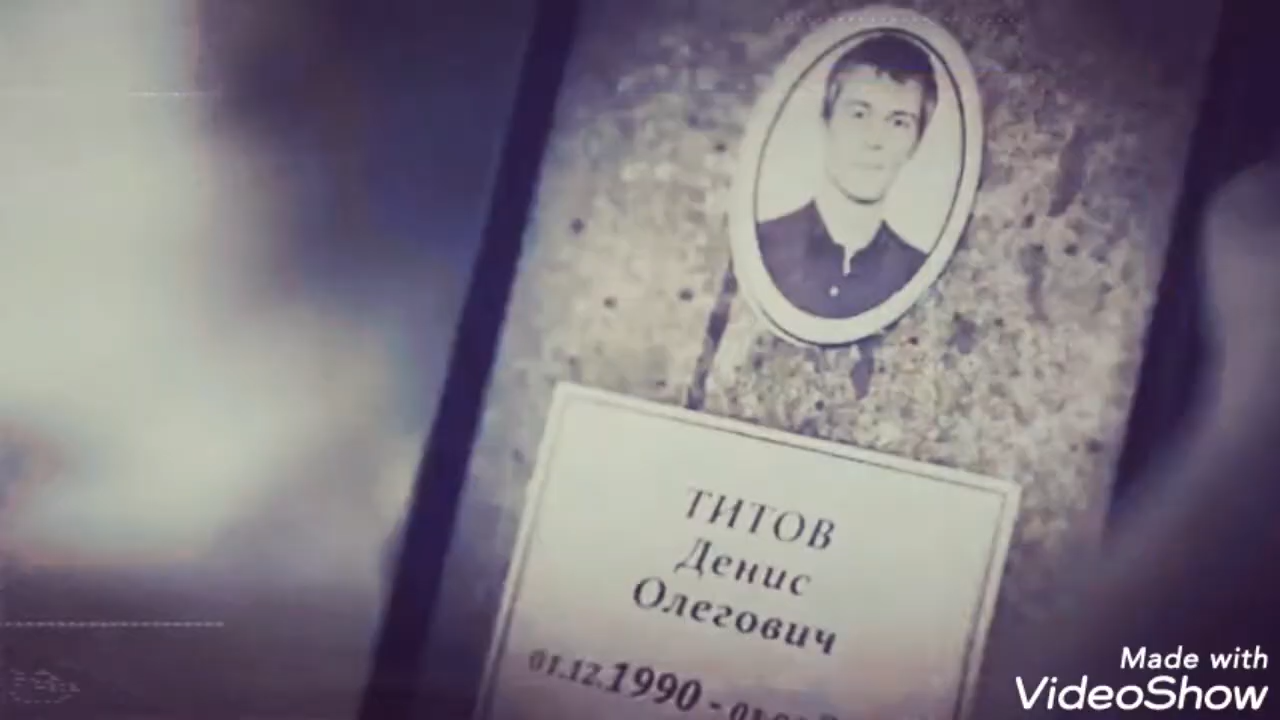 ТИТОВ
Денис
Олегович
01.12.1990 -
Made with
VideoShow